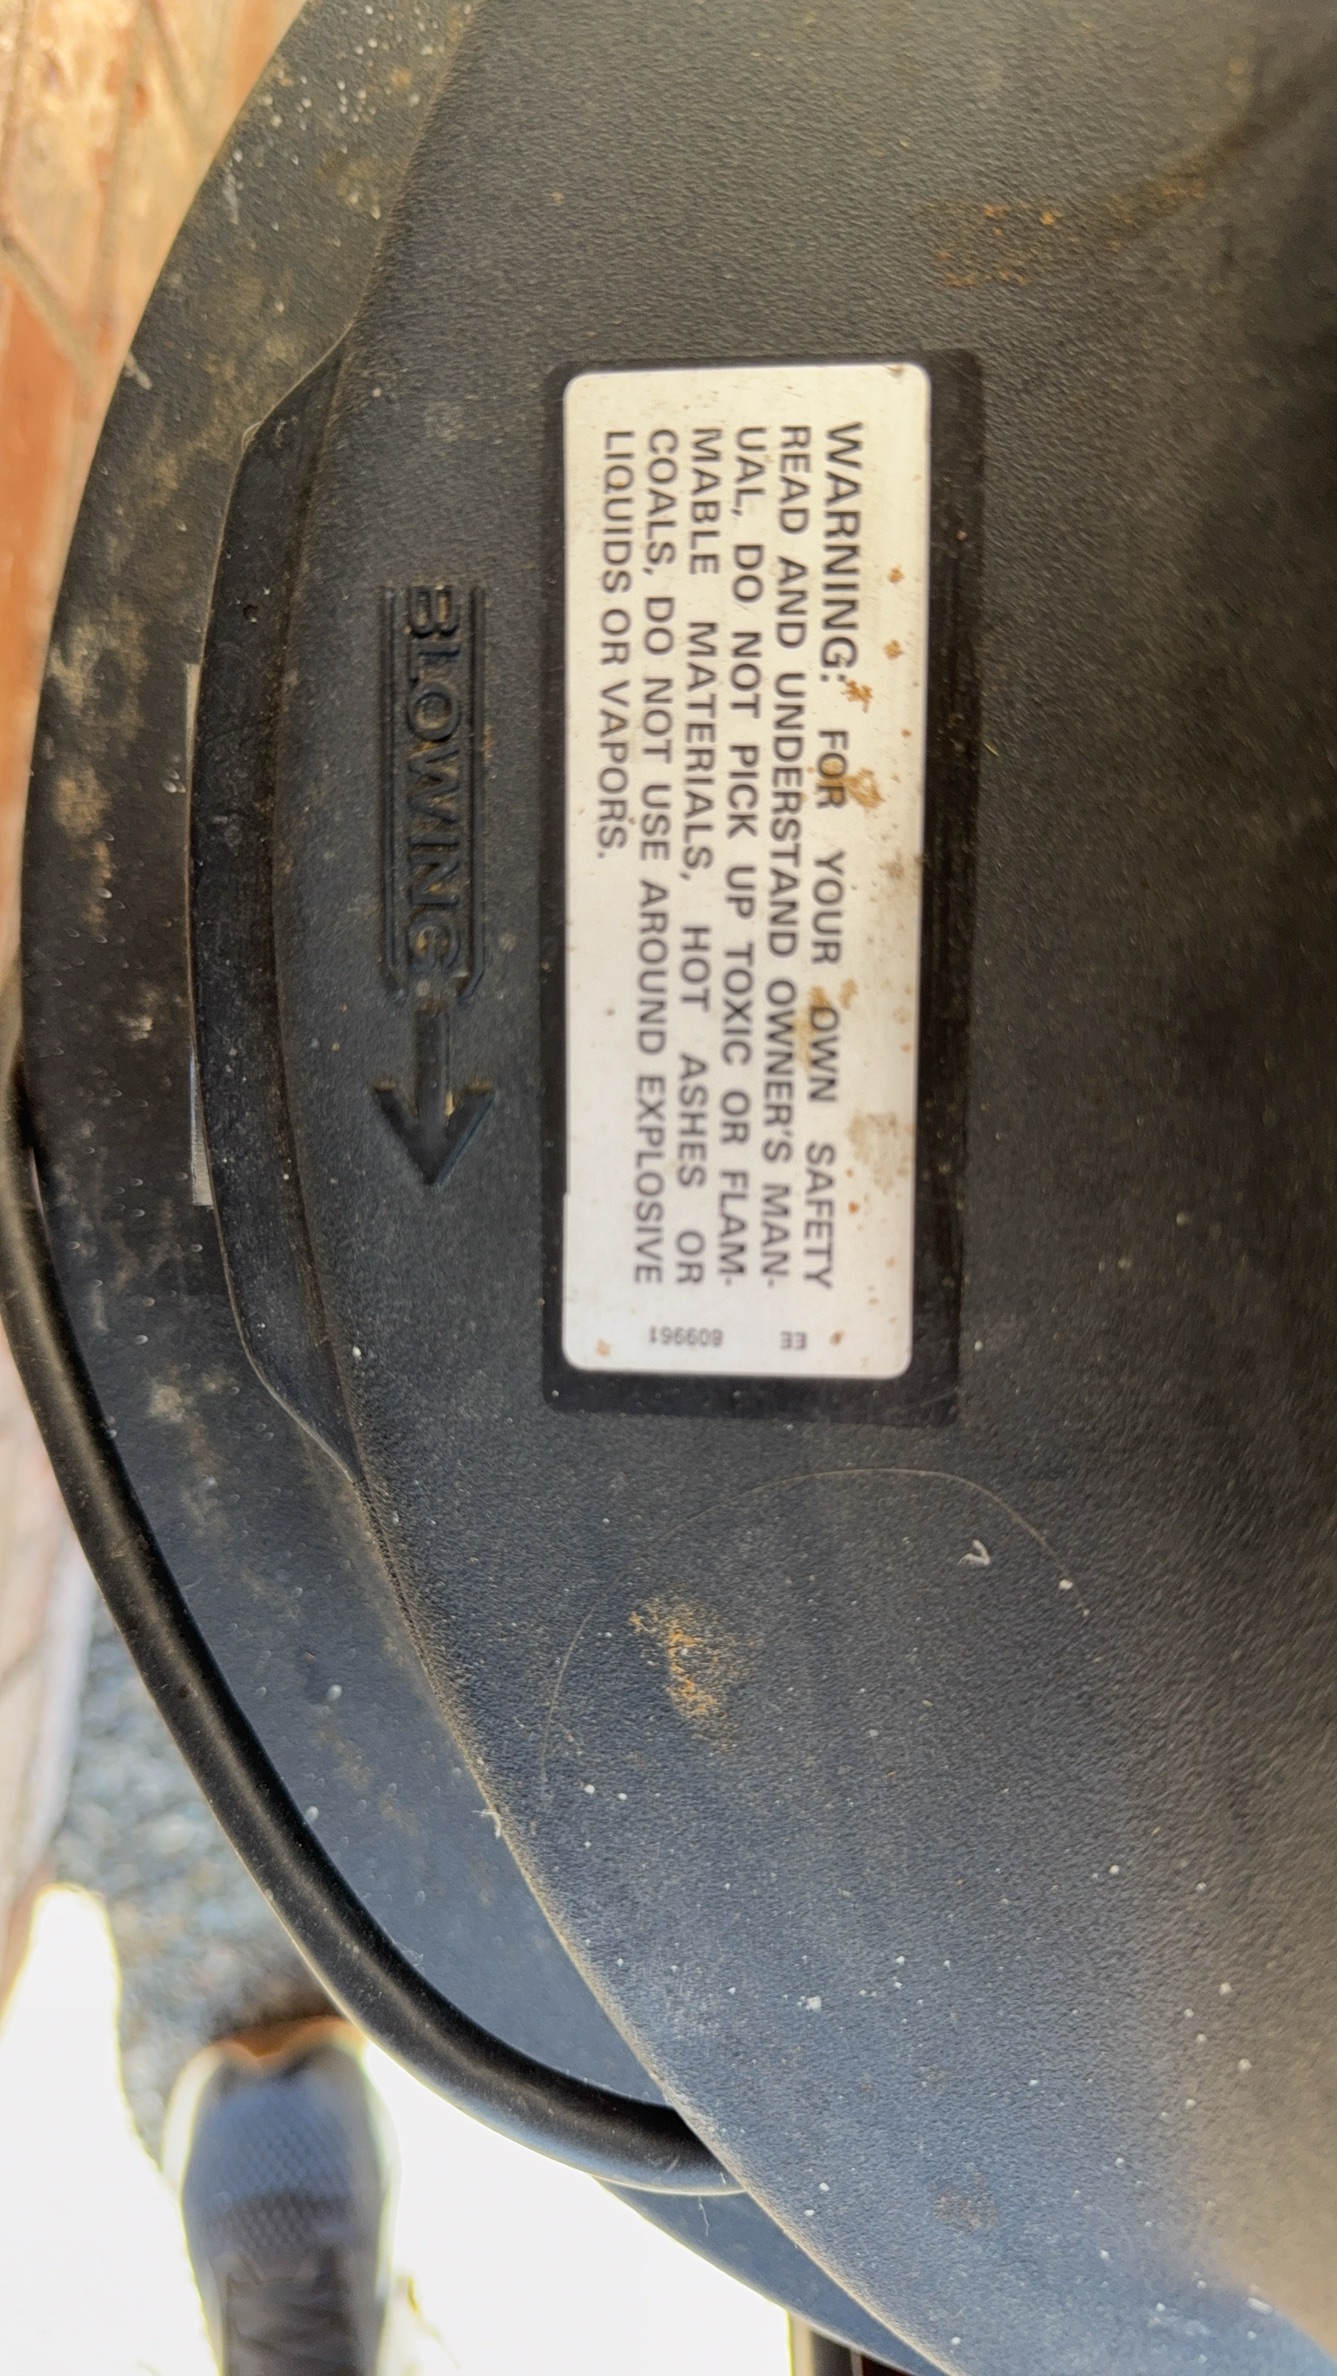 WARNING: FOR YOUR OWN SAFETY
READ AND UNDERSTAND OWNER'S MAN-
UAL, DO NOT PICK UP TOXIC OR FLAM-
MABLE MATERIALS, HOT ASHES OR
COALS, DO NOT USE AROUND EXPLOSIVE
LIQUIDS OR VAPORS.
EE
609961
BLOWING